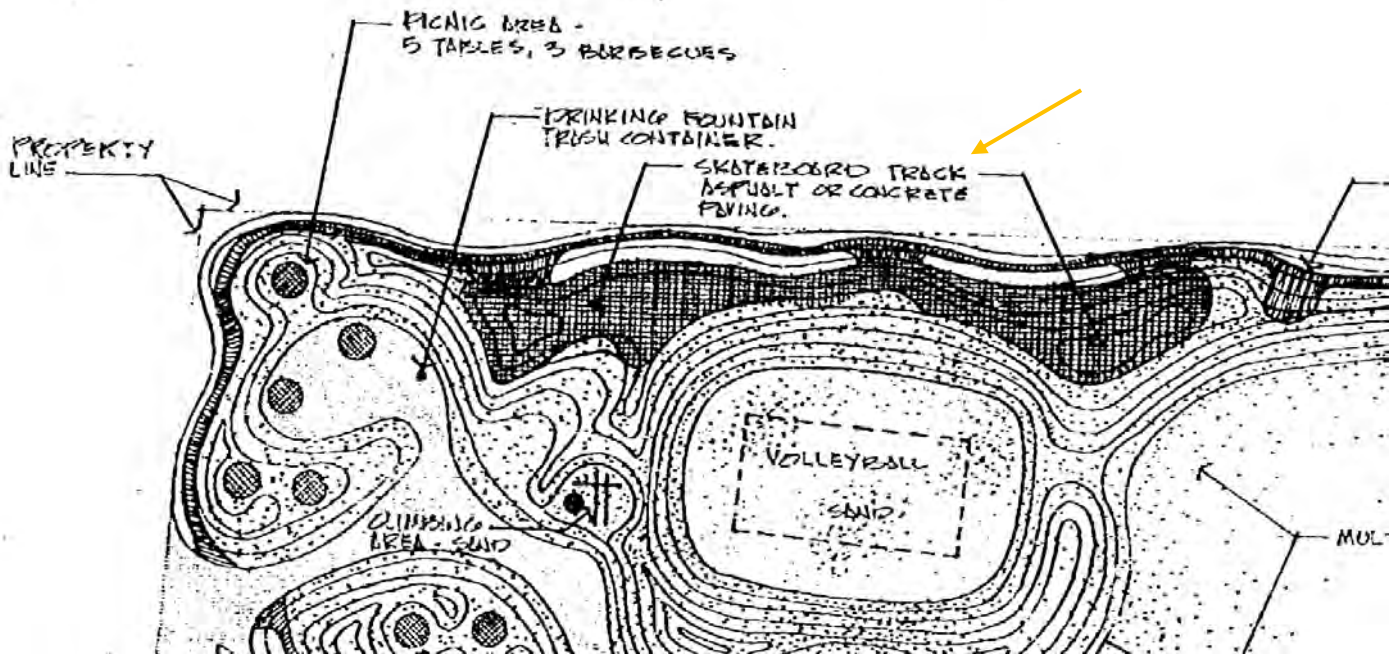 PICNIC AREA -
5 TABLES, 3 BARBECUES
DRINKING FOUNTAIN
TRASH CONTAINER.
PROPERTY
LINE
SKATEBOARD TRACK
ASPHALT OR CONCRETE
PAVING.
VOLLEYBALL
SAND.
CLIMBING
AREA - SAND
MUL